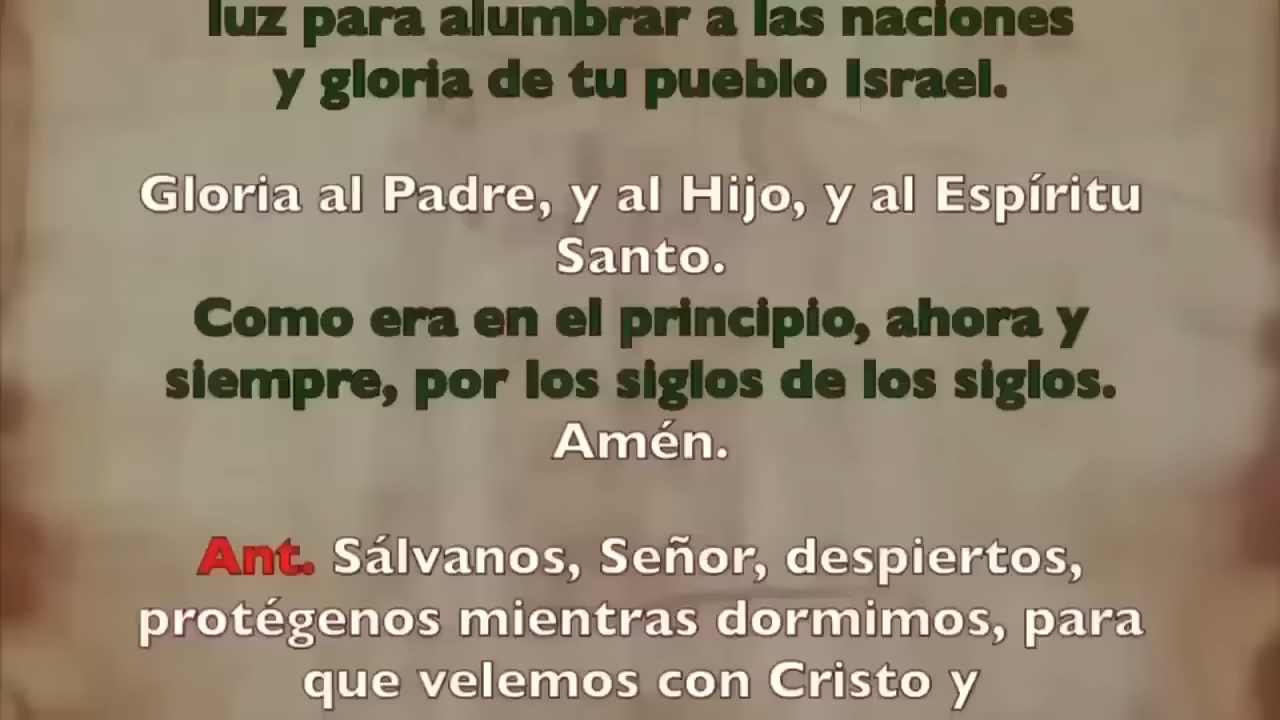 luz para alumbrar a las naciones
y gloria de tu pueblo Israel.
Gloria al Padre, y al Hijo, y al Espíritu
Santo.
Como era en el principio, ahora y
siempre, por los siglos de los siglos.
Amén.
Ant. Sálvanos, Señor, despiertos,
protégenos mientras dormimos, para
que velemos con Cristo y